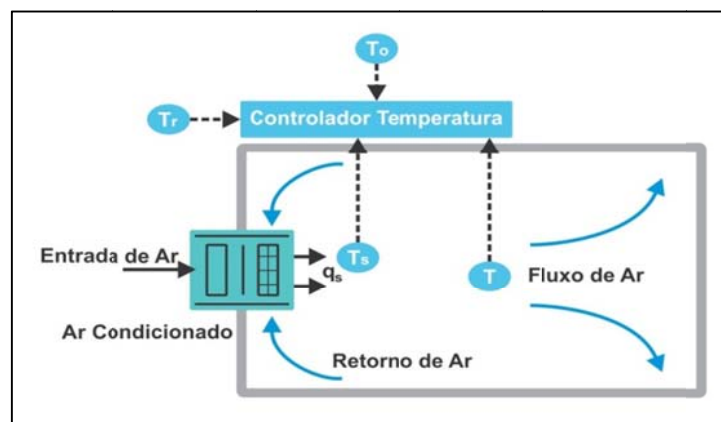 To
Tr
Controlador Temperatura
Entrada de Ar
qs
Ts
T
Fluxo de Ar
Ar Condicionado
Retorno de Ar